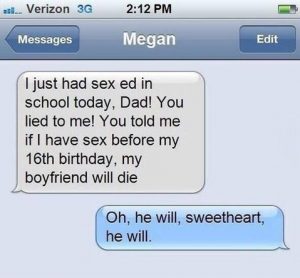 Verizon 3G 2:12 PM
Messages Megan Edit
I just had sex ed in
school today, Dad! You
lied to me! You told me
if I have sex before my
16th birthday, my
boyfriend will die
Oh, he will, sweetheart,
he will.